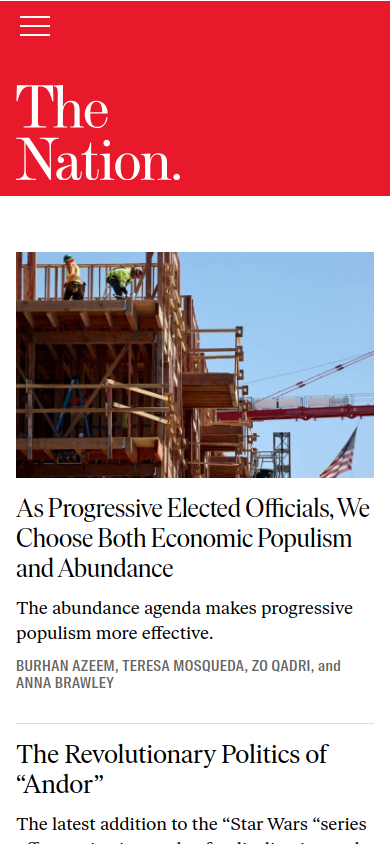 The
Nation.
As Progressive Elected Officials, We
Choose Both Economic Populism
and Abundance
The abundance agenda makes progressive
populism more effective.
BURHAN AZEEM, TERESA MOSQUEDA, ZO QADRI, and
ANNA BRAWLEY
The Revolutionary Politics of
“Andor”
The latest addition to the “Star Wars “series